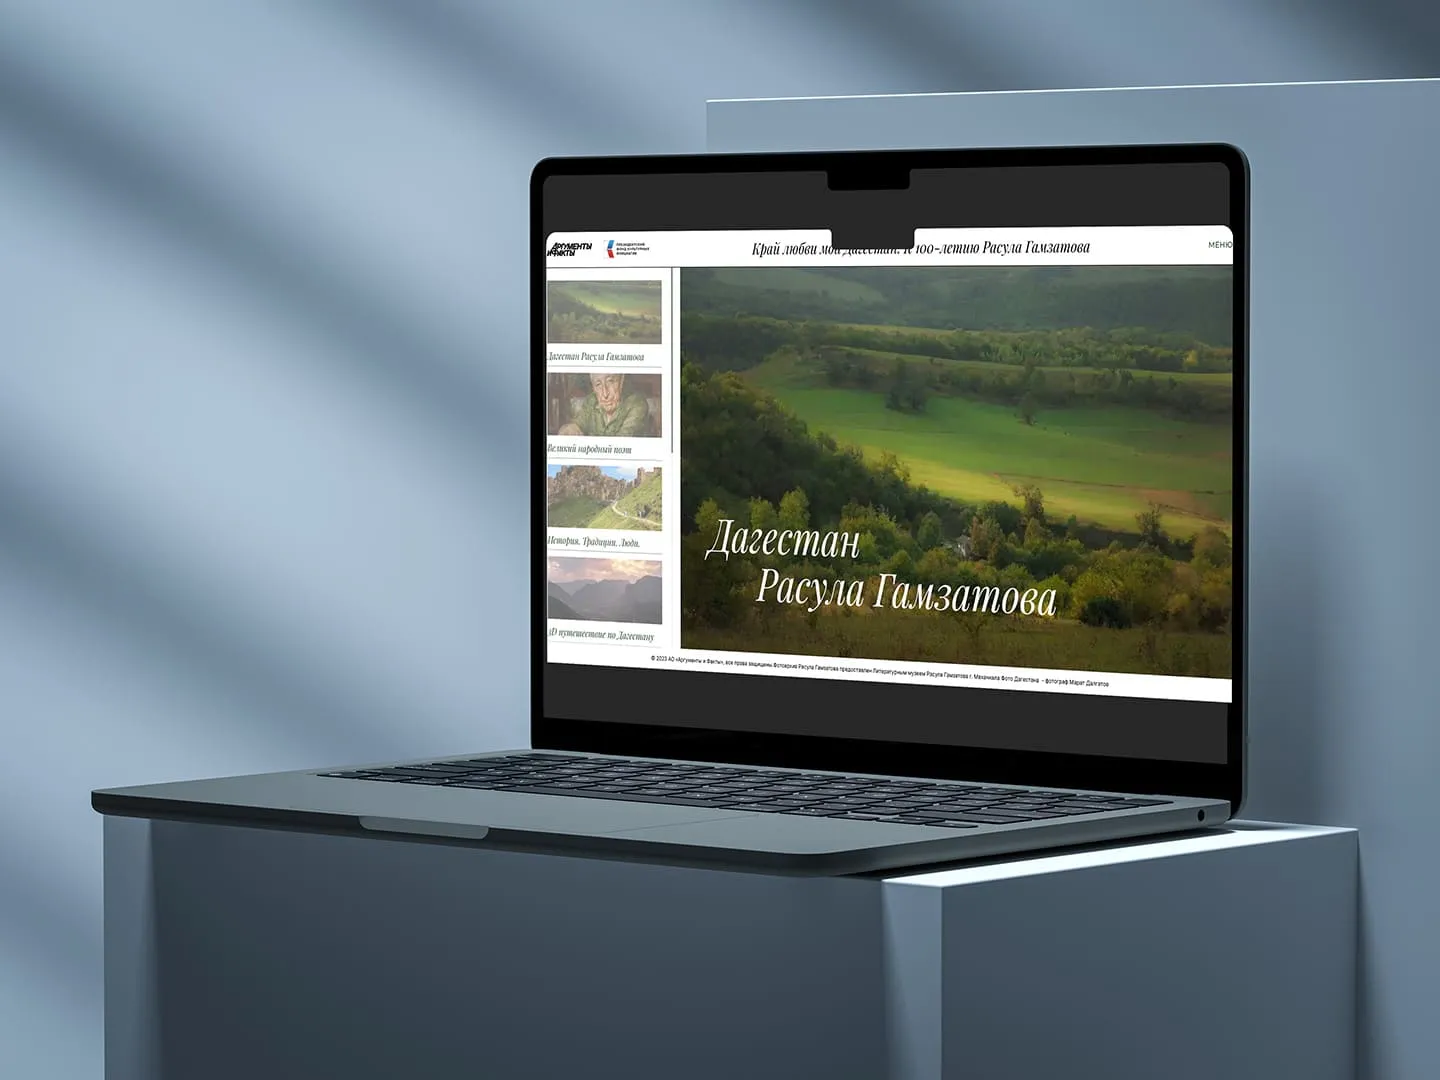 АРГУМЕНТЫ
И ФАКТЫ
ПРЕЗИДЕНТСКИЙ
ФОНД КУЛЬТУРНЫХ
ИНИЦИАТИВ
Край любви мой Дагестан. К 100-летию Расула Гамзатова
МЕНЮ
Дагестан Расула Гамзатова
Великий народный поэт
История. Традиции. Люди.
3D путешествие по Дагестану
Дагестан
Расула Гамзатова
© 2023 АО «Аргументы и Факты», все права защищены. Фотоархив Расула Гамзатова предоставлен Литературным музеем Расула Гамзатова г. Махачкала Фото Дагестана – фотограф Марат Далгатов